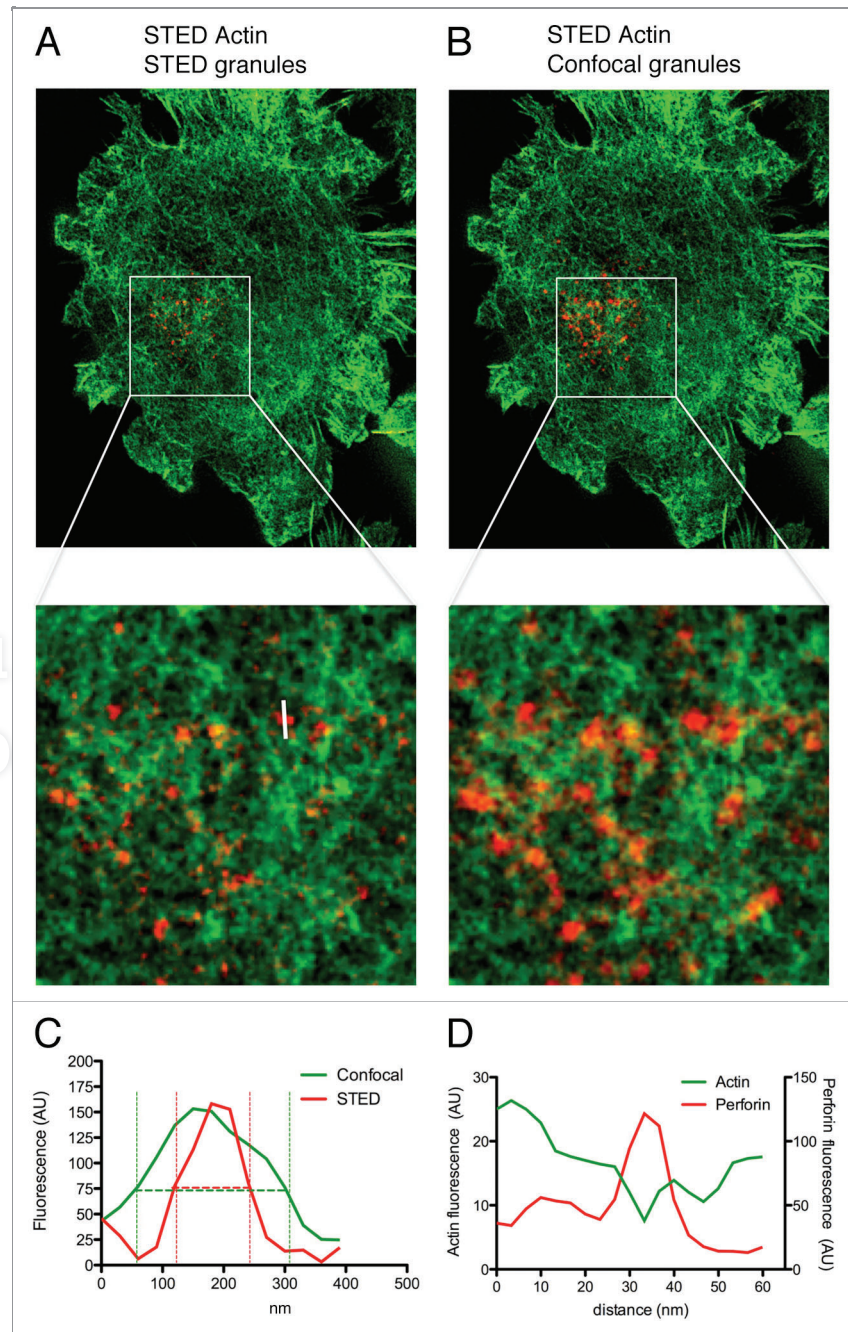 A
STED Actin
STED granules
B
STED Actin
Confocal granules
C
Fluorescence (AU)
200
175
150
125
100
75
50
25
0
0
100
200
300
400
500
nm
Confocal
STED
D
Actin fluorescence (AU)
30
20
10
0
0
10
20
30
40
50
60
distance (nm)
Actin
Perforin
150
100
50
0
Perforin fluorescence
(AU)